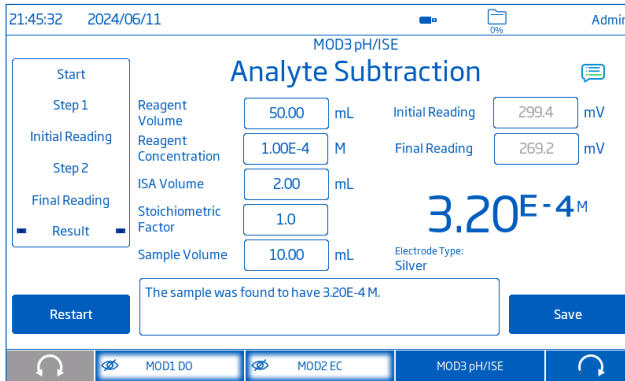 21:45:32 2024/06/11
0%
Admin
MOD3 pH/ISE
Analyte Subtraction
Start
Step 1
Initial Reading
Step 2
Final Reading
Result
Reagent
Volume
50.00 mL
Reagent
Concentration
1.00E-4 M
ISA Volume
2.00 mL
Stoichiometric
Factor
1.0
Sample Volume
10.00 mL
Initial Reading
299.4 mV
Final Reading
269.2 mV
3.20E-4 M
Electrode Type:
Silver
The sample was found to have 3.20E-4 M.
Restart
Save
MOD1 DO
MOD2 EC
MOD3 pH/ISE